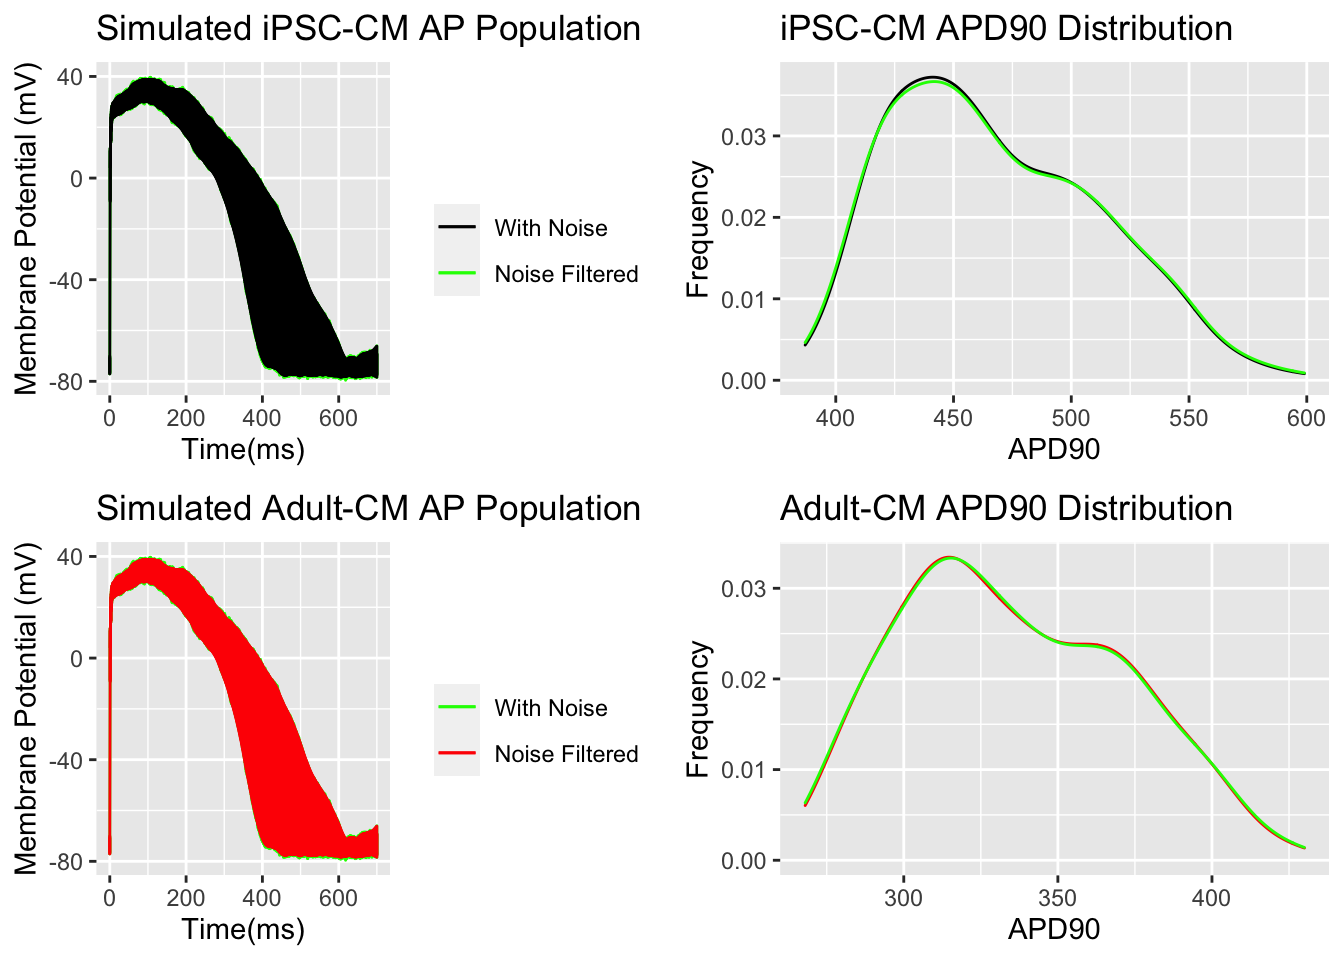 Simulated iPSC-CM AP Population
Membrane Potential (mV)
40
0
-40
-80
0 200 400 600
Time(ms)
With Noise
Noise Filtered
iPSC-CM APD90 Distribution
Frequency
0.03
0.02
0.01
0.00
400 450 500 550 600
APD90
Simulated Adult-CM AP Population
Membrane Potential (mV)
40
0
-40
-80
0 200 400 600
Time(ms)
With Noise
Noise Filtered
Adult-CM APD90 Distribution
Frequency
0.03
0.02
0.01
0.00
300 350 400
APD90